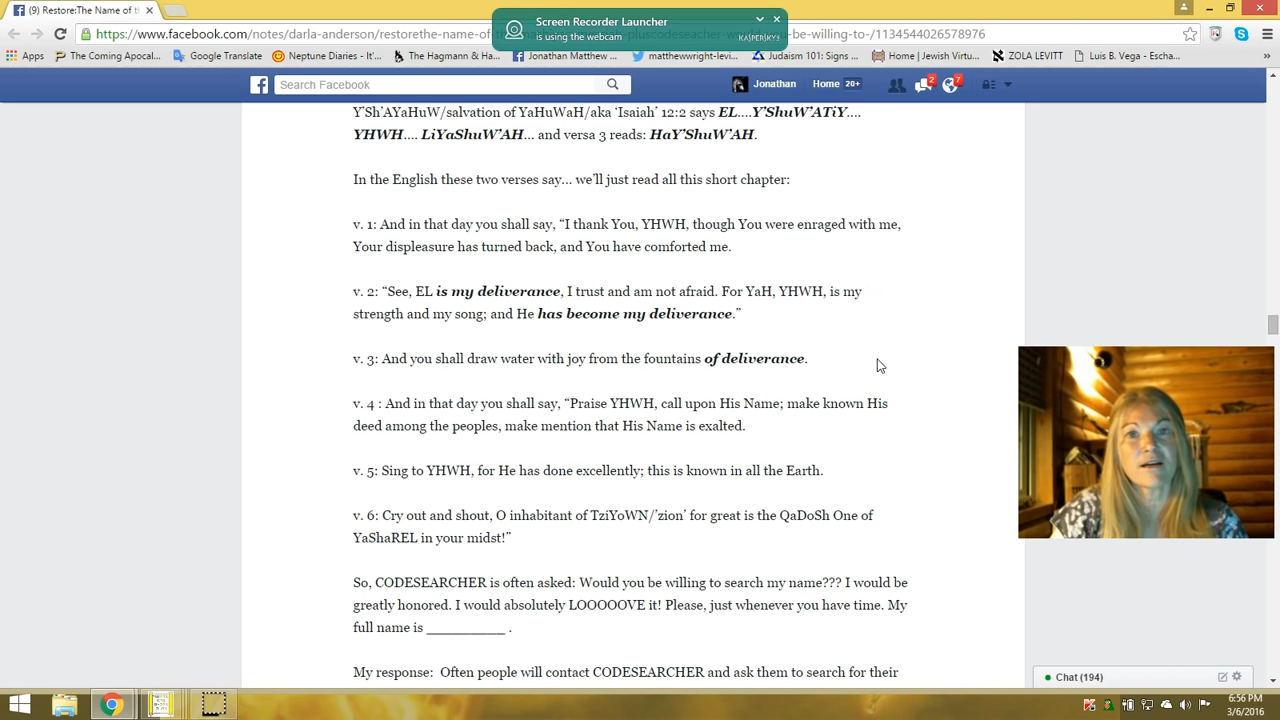 (9) Restore:The Name of th
Screen Recorder Launcher
is using the webcam
KASPERSKY
https://www.facebook.com/notes/darla-anderson/restorethe-name-of-the
be-willing-to-/1134544026578976
Apps
The Coming Apocal...
Google Translate
Neptune Diaries - It'...
The Hagmann & H...
Jonathan Matthew ...
matthewwright-levi...
Judaism 101: A Gloss...
Home | Jewish Virtu...
ZOLA LEVITT
Luis B. Vega - Escha...
Search Facebook
Jonathan
Home 20+
2
7
Y'Sh'AYaHuW/salvation of YaHuWaH/aka 'Isaiah' 12:2 says EL....Y'ShuW'ATiY....
YHWH.... LiYaShuW'AH... and versa 3 reads: HaY'ShuW'AH.
In the English these two verses say... we'll just read all this short chapter:
v. 1: And in that day you shall say, "I thank You, YHWH, though You were enraged with me,
Your displeasure has turned back, and You have comforted me.
v. 2: "See, EL is my deliverance, I trust and am not afraid. For YaH, YHWH, is my
strength and my song; and He has become my deliverance."
v. 3: And you shall draw water with joy from the fountains of deliverance.
v. 4 : And in that day you shall say, "Praise YHWH, call upon His Name; make known His
deed among the peoples, make mention that His Name is exalted.
v. 5: Sing to YHWH, for He has done excellently; this is known in all the Earth.
v. 6: Cry out and shout, O inhabitant of TziYoWN/'zion' for great is the QaDoSh One of
YaShaREL in your midst!"
So, CODESEARCHER is often asked: Would you be willing to search my name??? I would be
greatly honored. I would absolutely LOOOOOVE it! Please, just whenever you have time. My
full name is __________ .
My response: Often people will contact CODESEARCHER and ask them to search for their
Chat (194)
6:56 PM
3/6/2016